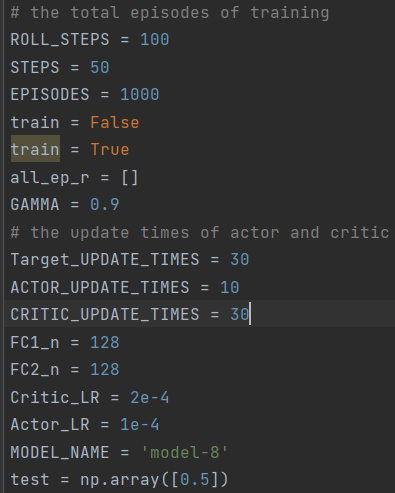 # the total episodes of training
ROLL_STEPS = 100
STEPS = 50
EPISODES = 1000
train = False
train = True
all_ep_r = []
GAMMA = 0.9
# the update times of actor and critic
Target_UPDATE_TIMES = 30
ACTOR_UPDATE_TIMES = 10
CRITIC_UPDATE_TIMES = 30
FC1_n = 128
FC2_n = 128
Critic_LR = 2e-4
Actor_LR = 1e-4
MODEL_NAME = 'model-8'
test = np.array([0.5])